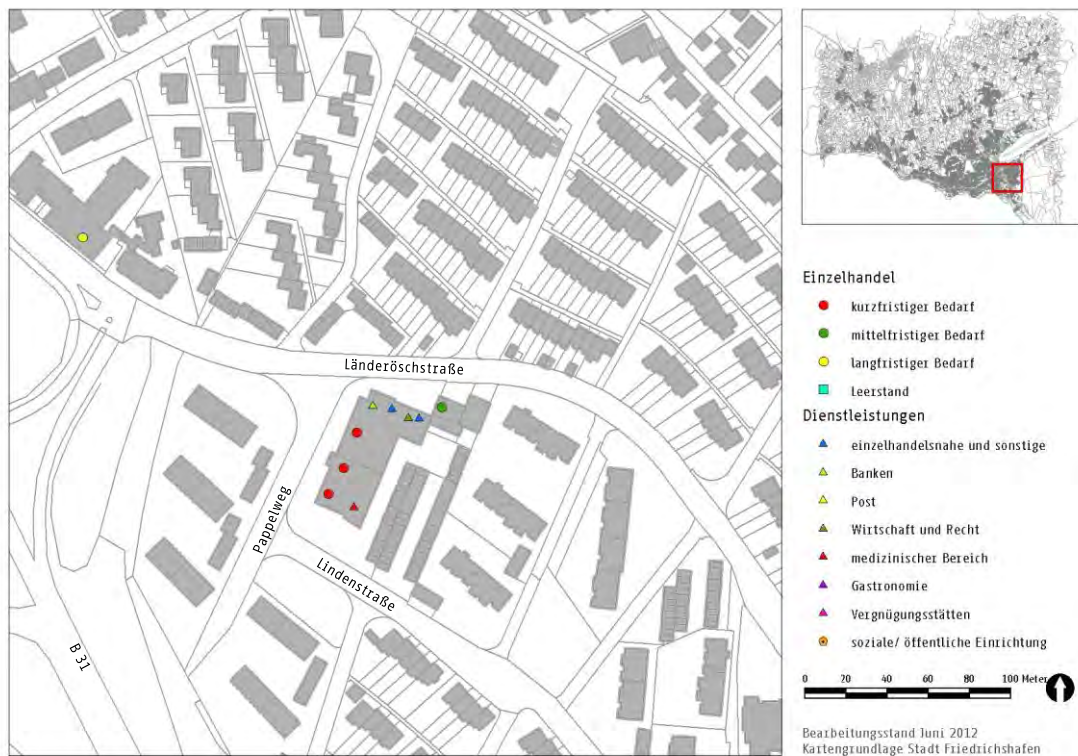 Länderöschstraße
Pappelweg
Lindenstraße
B 31
Einzelhandel
kurzfristiger Bedarf
mittelfristiger Bedarf
langfristiger Bedarf
Leerstand
Dienstleistungen
einzelhandelsnahe und sonstige
Banken
Post
Wirtschaft und Recht
medizinischer Bereich
Gastronomie
Vergnügungsstätten
soziale/ öffentliche Einrichtung
0 20 40 60 80 100 Meter
Bearbeitungsstand Juni 2012
Kartengrundlage Stadt Friedrichshafen